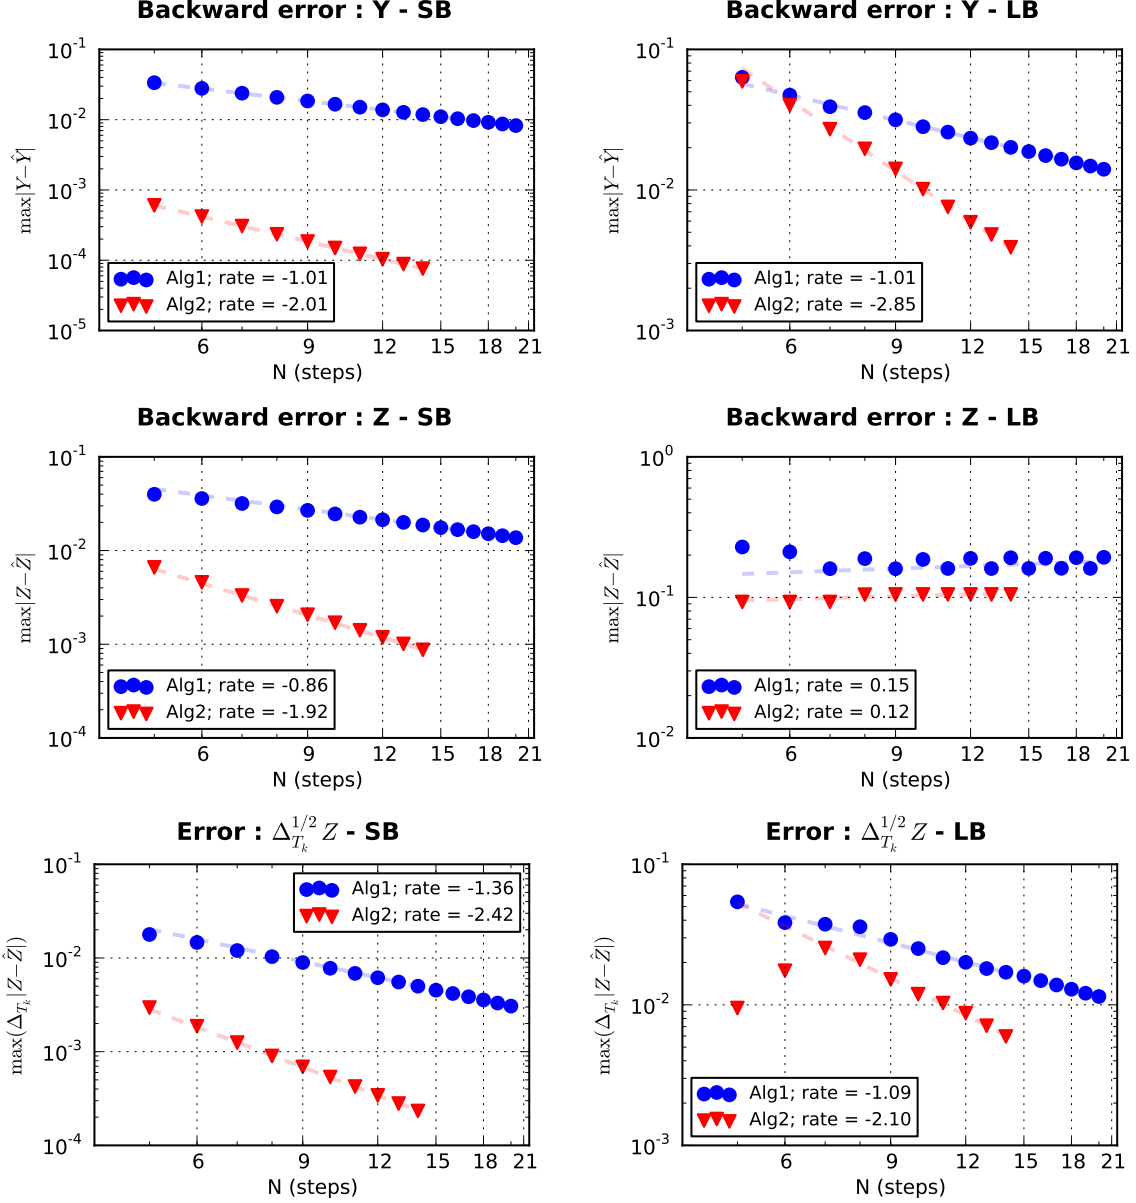 Backward error : Y - SB
10^-1
10^-2
10^-3
10^-4
10^-5
max|Y−Ŷ|
Alg1; rate = -1.01
Alg2; rate = -2.01
6 9 12 15 18 21
N (steps)
Backward error : Y - LB
10^-1
10^-2
10^-3
max|Y−Ŷ|
Alg1; rate = -1.01
Alg2; rate = -2.85
6 9 12 15 18 21
N (steps)
Backward error : Z - SB
10^-1
10^-2
10^-3
10^-4
max|Z−Ẑ|
Alg1; rate = -0.86
Alg2; rate = -1.92
6 9 12 15 18 21
N (steps)
Backward error : Z - LB
10^0
10^-1
10^-2
max|Z−Ẑ|
Alg1; rate = 0.15
Alg2; rate = 0.12
6 9 12 15 18 21
N (steps)
Error : Δ_{T_k}^{1/2} Z - SB
10^-1
10^-2
10^-3
10^-4
max(Δ_{T_k}|Z−Ẑ|)
Alg1; rate = -1.36
Alg2; rate = -2.42
6 9 12 15 18 21
N (steps)
Error : Δ_{T_k}^{1/2} Z - LB
10^-1
10^-2
10^-3
max(Δ_{T_k}|Z−Ẑ|)
Alg1; rate = -1.09
Alg2; rate = -2.10
6 9 12 15 18 21
N (steps)